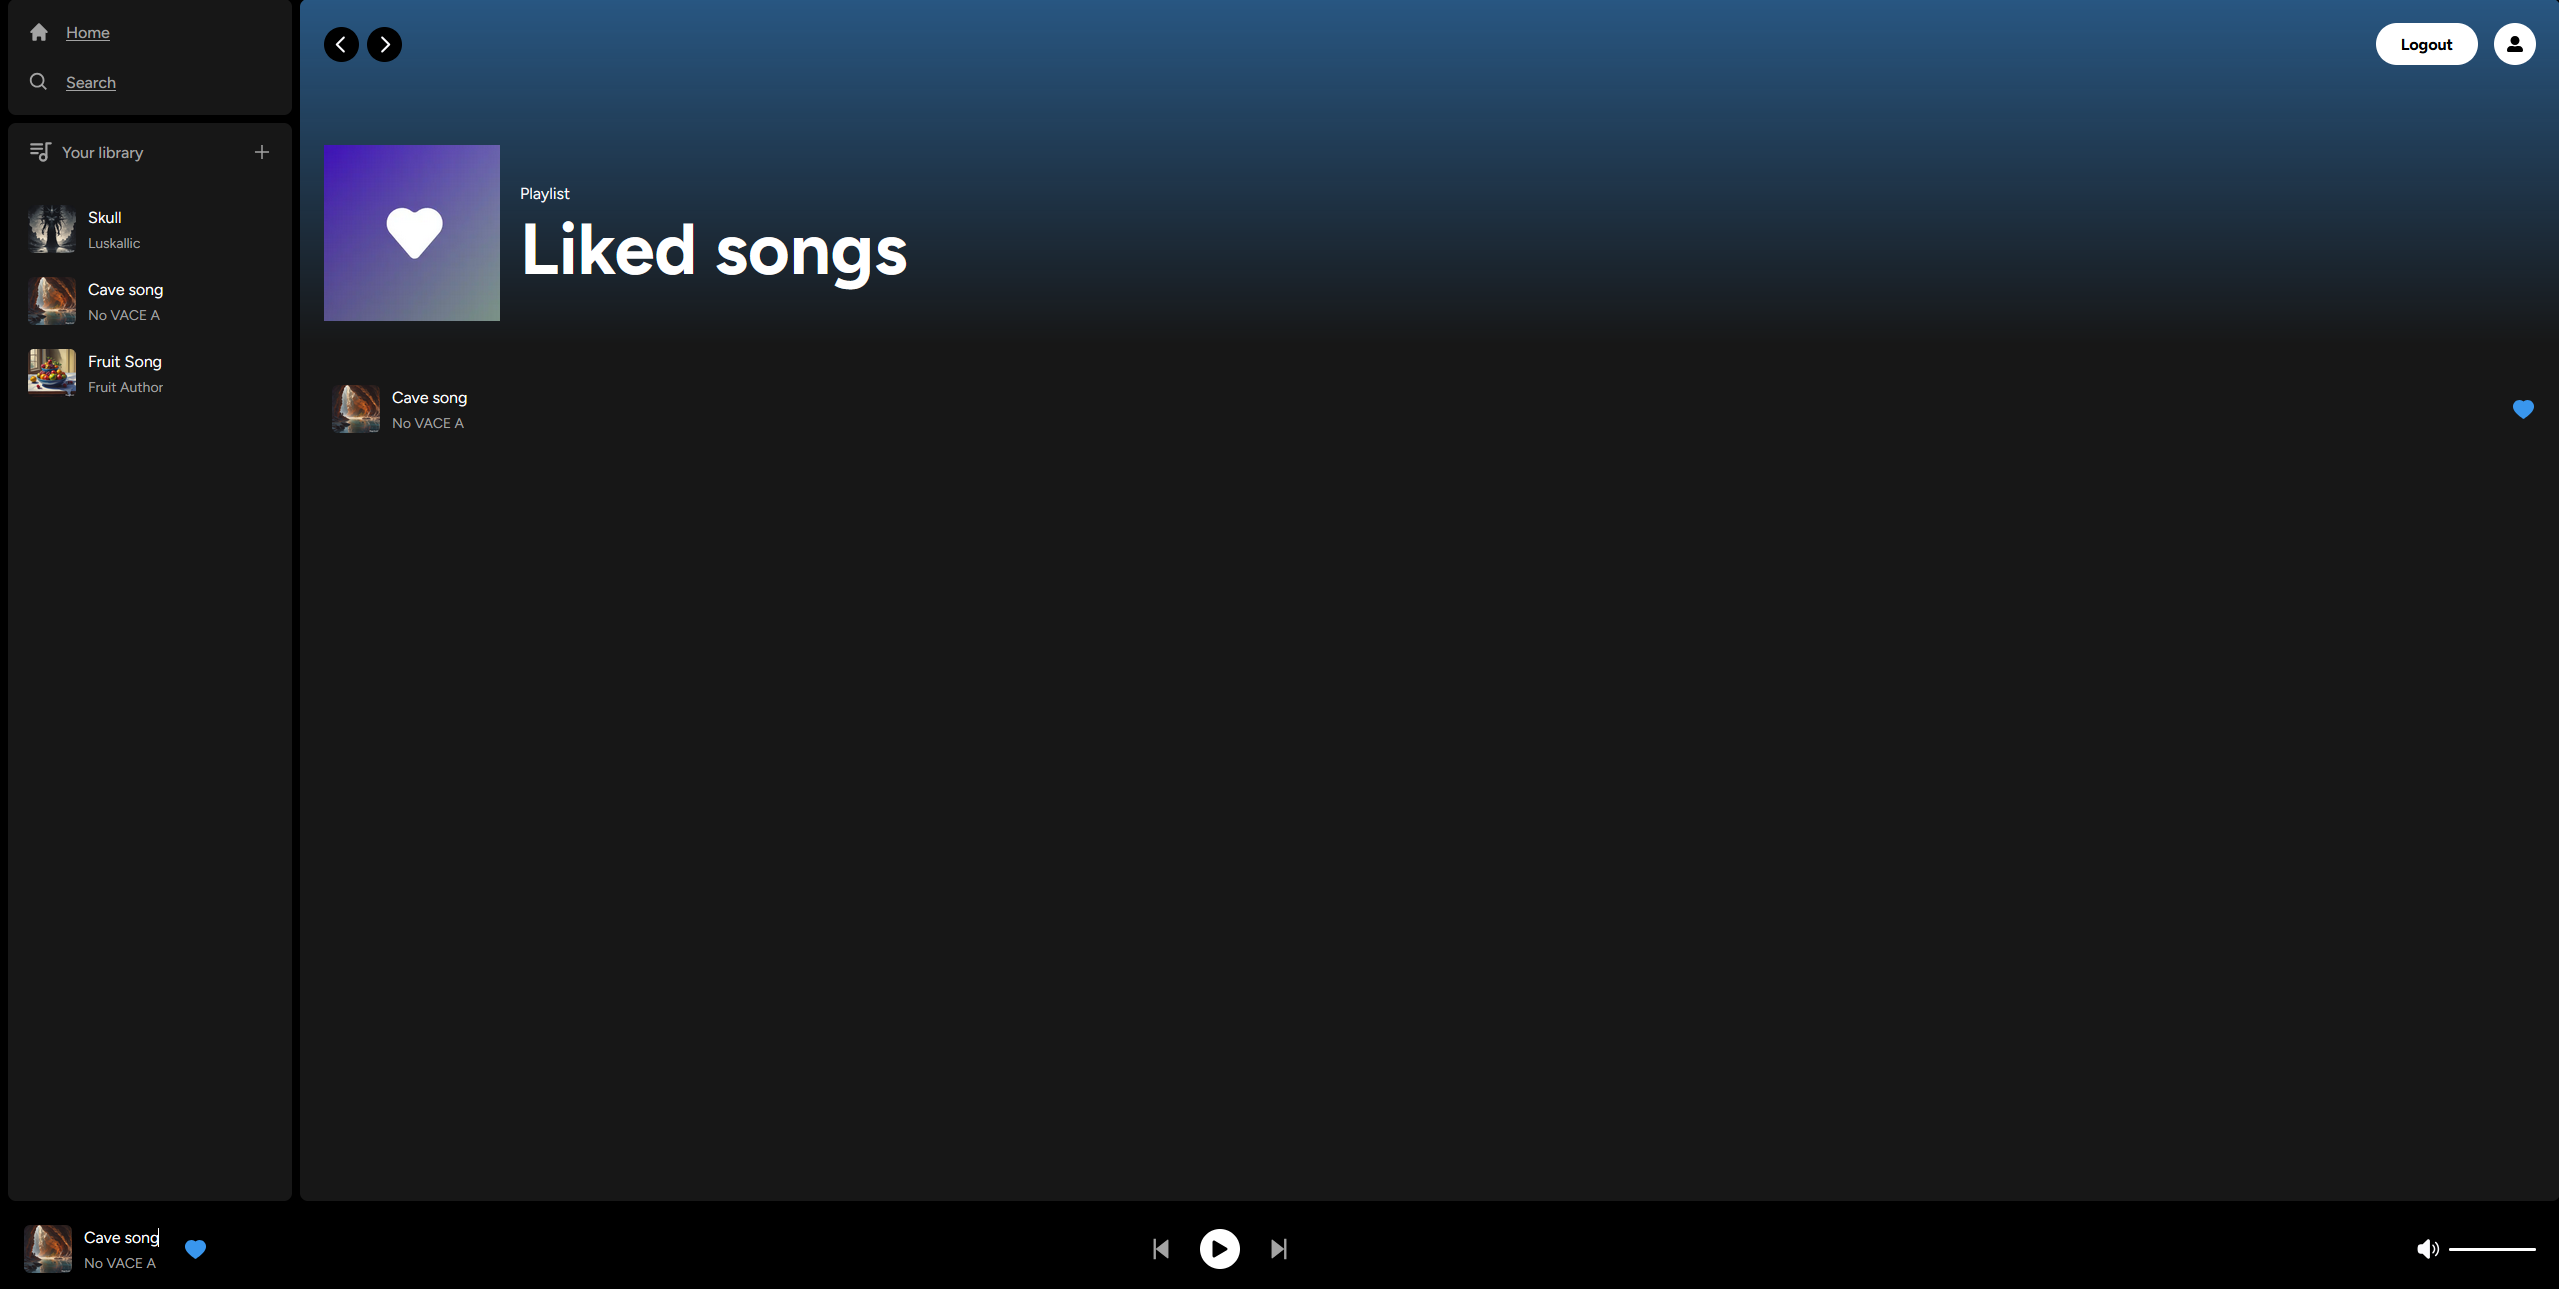 Home
Search
Your library
Skull
Luskallic
Cave song
No VACE A
Fruit Song
Fruit Author
Logout
Playlist
Liked songs
Cave song
No VACE A
Cave song
No VACE A